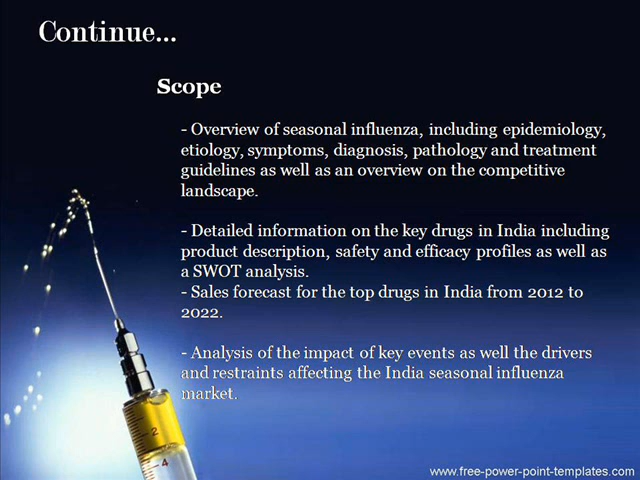 Continue...
Scope
- Overview of seasonal influenza, including epidemiology,
etiology, symptoms, diagnosis, pathology and treatment
guidelines as well as an overview on the competitive
landscape.
- Detailed information on the key drugs in India including
product description, safety and efficacy profiles as well as
a SWOT analysis.
- Sales forecast for the top drugs in India from 2012 to
2022.
- Analysis of the impact of key events as well the drivers
and restraints affecting the India seasonal influenza
market.
2
4
www.free-power-point-templates.com